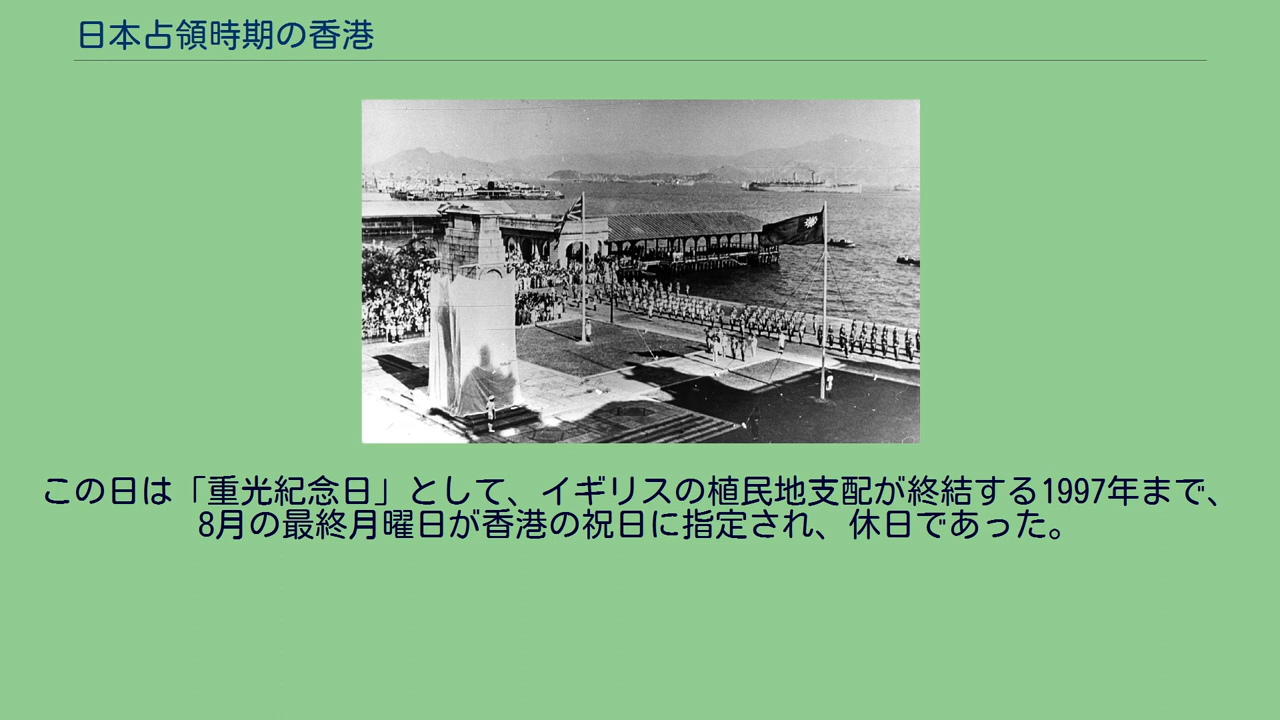 日本占領時期の香港
この日は「重光紀念日」として、イギリスの植民地支配が終結する1997年まで、
8月の最終月曜日が香港の祝日に指定され、休日であった。